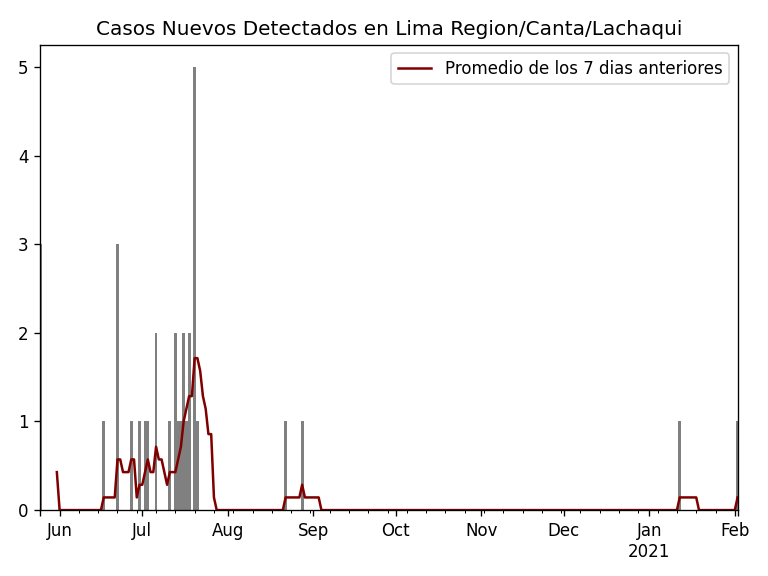 Casos Nuevos Detectados en Lima Region/Canta/Lachaqui
Promedio de los 7 dias anteriores
5
4
3
2
1
0
Jun Jul Aug Sep Oct Nov Dec Jan Feb
2021